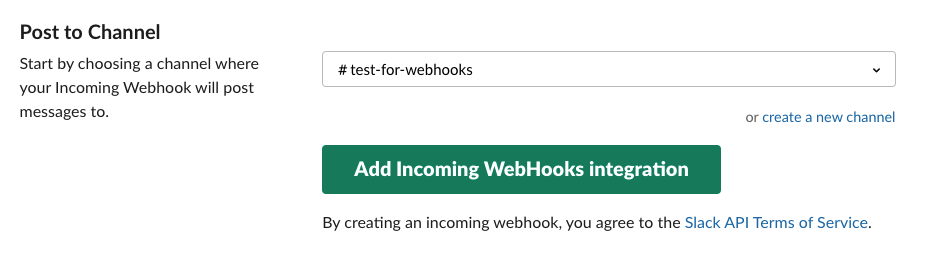 Post to Channel
Start by choosing a channel where
your Incoming Webhook will post
messages to.
# test-for-webhooks
or create a new channel
Add Incoming WebHooks integration
By creating an incoming webhook, you agree to the Slack API Terms of Service.